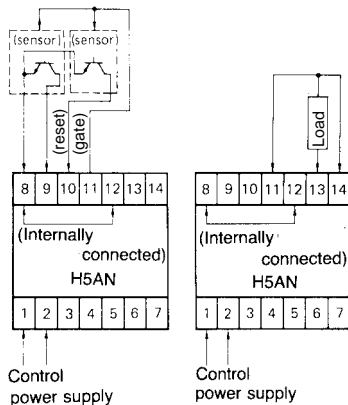 (sensor) (sensor)
(reset)
(gate)
8 9 10 11 12 13 14
(Internally
connected)
H5AN
1 2 3 4 5 6 7
Control
power supply
Load
8 9 10 11 12 13 14
(Internally
connected)
H5AN
1 2 3 4 5 6 7
Control
power supply